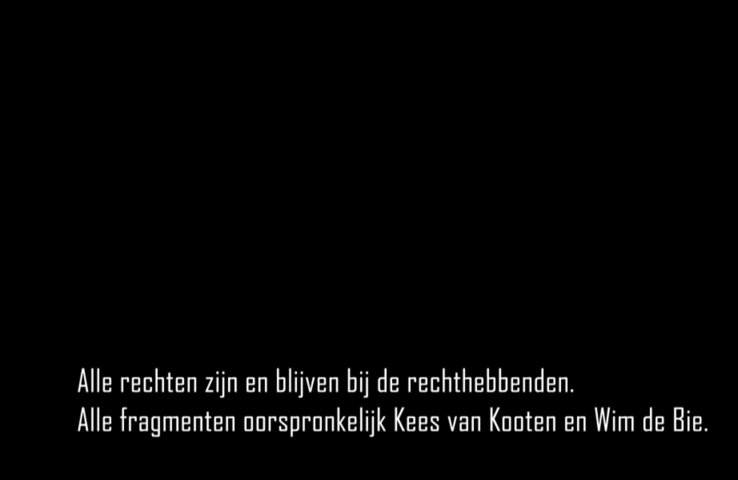 Alle rechten zijn en blijven bij de rechthebbenden.
Alle fragmenten oorspronkelijk Kees van Kooten en Wim de Bie.